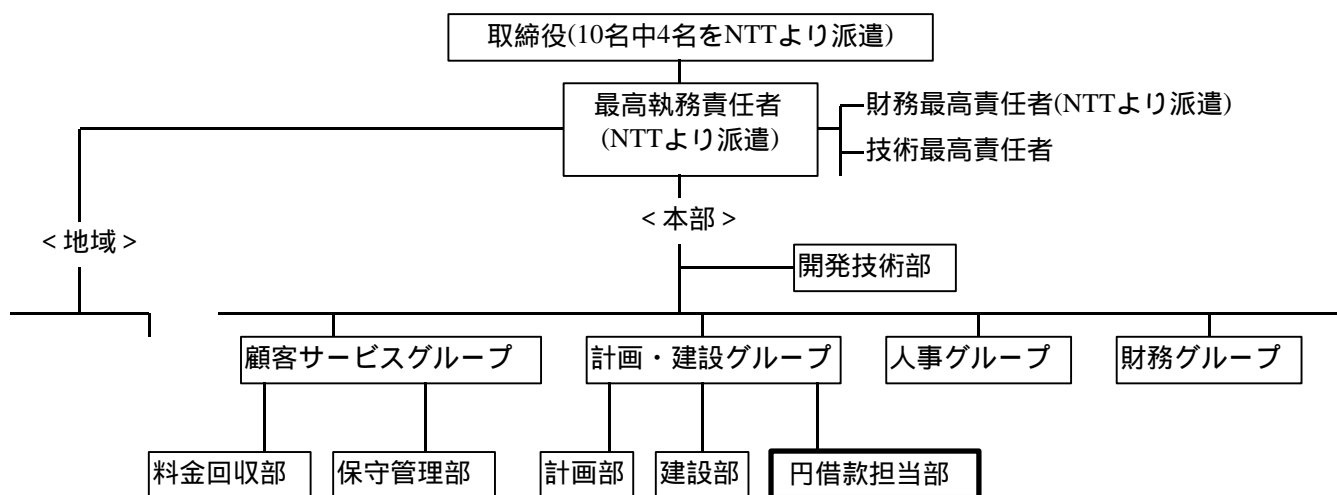 取締役(10名中4名をNTTより派遣)
最高執務責任者
(NTTより派遣)
財務最高責任者(NTTより派遣)
技術最高責任者
<本部>
<地域>
開発技術部
顧客サービスグループ
計画・建設グループ
人事グループ
財務グループ
料金回収部
保守管理部
計画部
建設部
円借款担当部